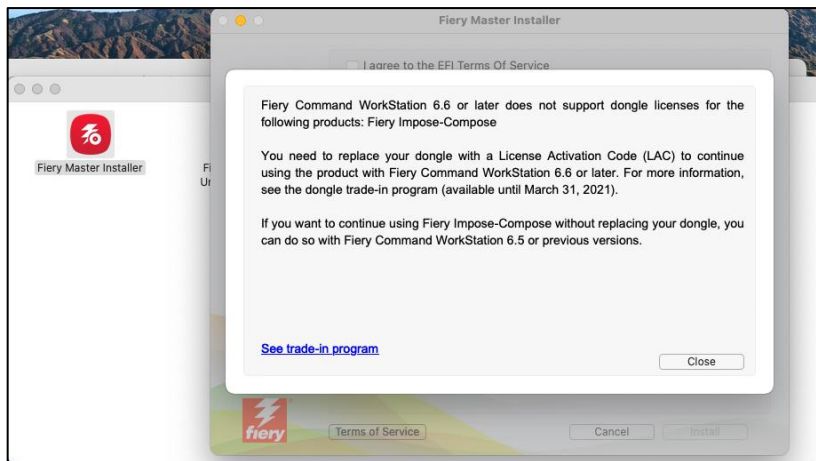 Fiery Master Installer
I agree to the EFI Terms Of Service
Fiery Command WorkStation 6.6 or later does not support dongle licenses for the
following products: Fiery Impose-Compose
You need to replace your dongle with a License Activation Code (LAC) to continue
using the product with Fiery Command WorkStation 6.6 or later. For more information,
see the dongle trade-in program (available until March 31, 2021).
If you want to continue using Fiery Impose-Compose without replacing your dongle, you
can do so with Fiery Command WorkStation 6.5 or previous versions.
See trade-in program
Close
Fiery Master Installer
Fi
Ur
fiery
Terms of Service
Cancel
Install